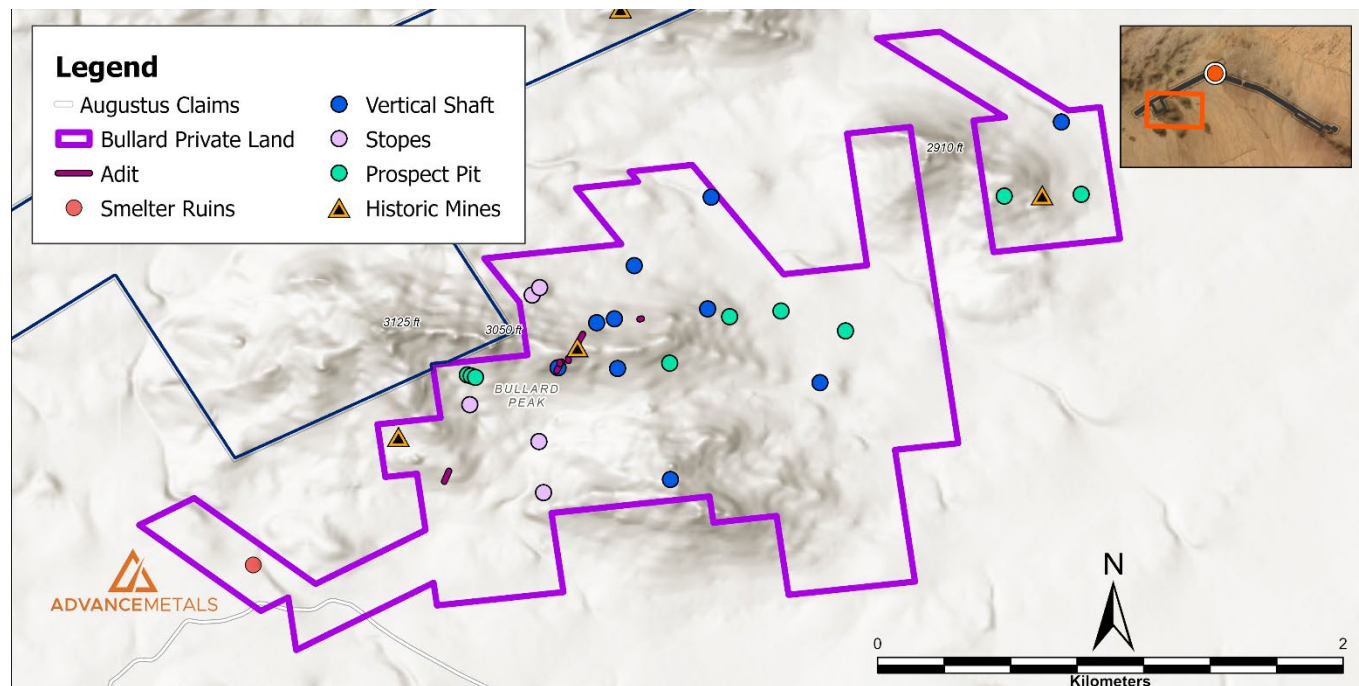 Legend
Augustus Claims
Bullard Private Land
Adit
Smelter Ruins
Vertical Shaft
Stopes
Prospect Pit
Historic Mines
2910 ft
3125 ft
3050 ft
BULLARD
PEAK
ADVANCEMETALS
N
0
2
Kilometers